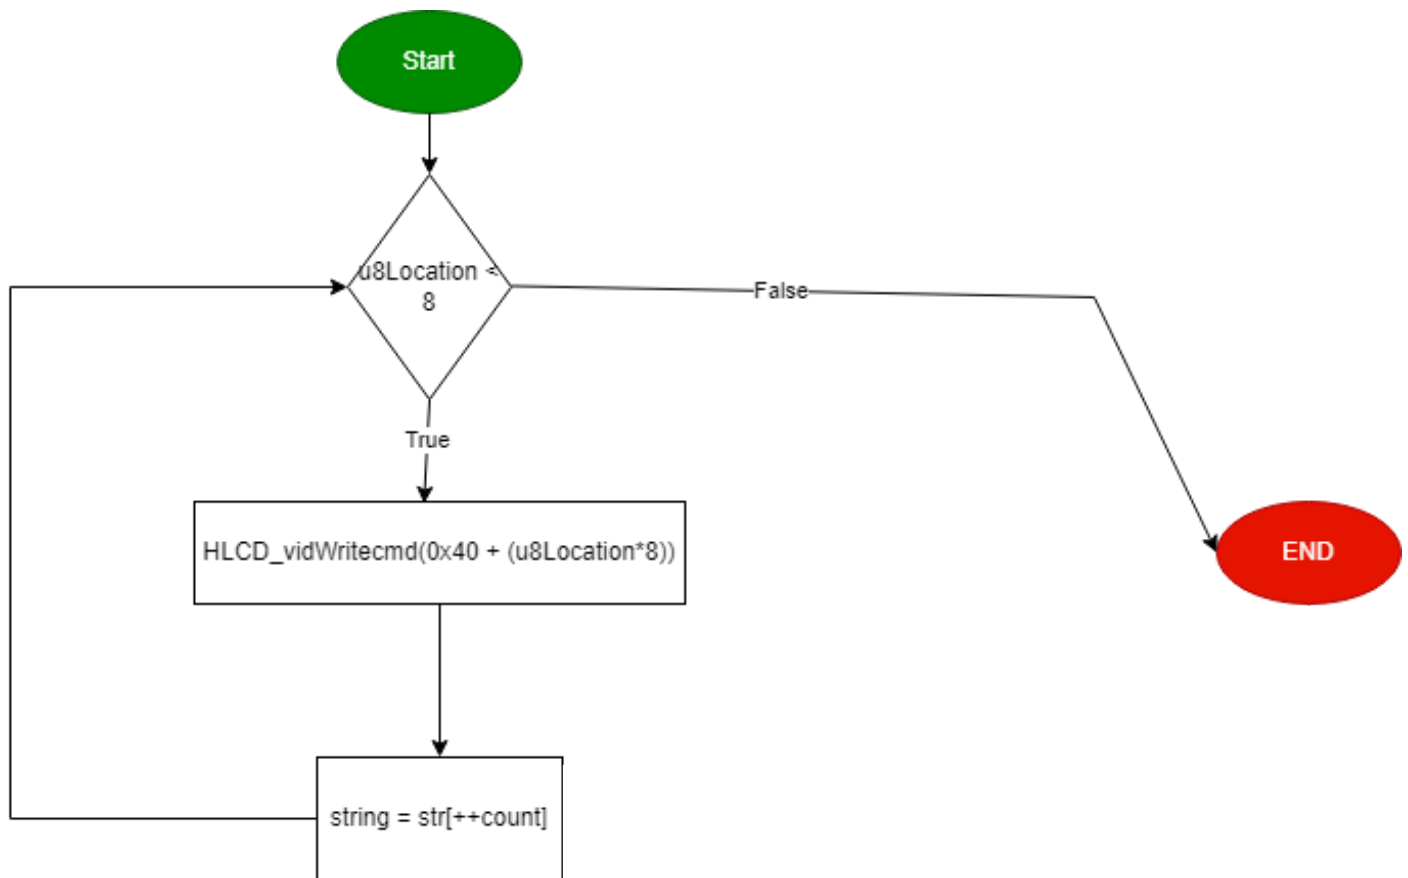 Start
u8Location <
8
False
True
HLCD_vidWritecmd(0x40 + (u8Location*8))
END
string = str[++count]